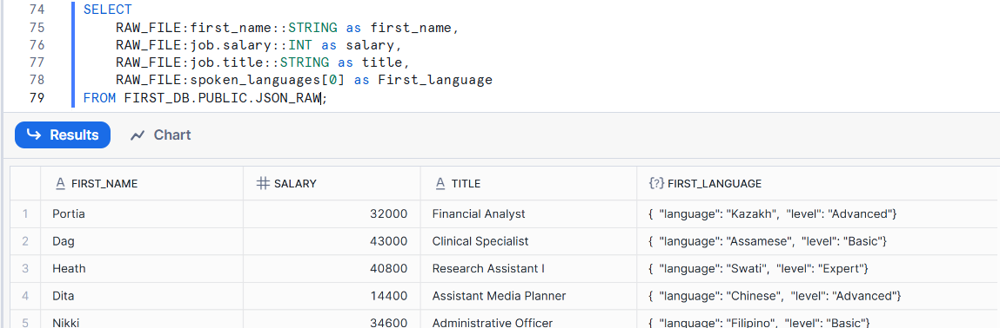 74 SELECT
75 RAW_FILE:first_name::STRING as first_name,
76 RAW_FILE:job.salary::INT as salary,
77 RAW_FILE:job.title::STRING as title,
78 RAW_FILE:spoken_languages[0] as First_language
79 FROM FIRST_DB.PUBLIC.JSON_RAW;
Results Chart
A FIRST_NAME # SALARY A TITLE {?} FIRST_LANGUAGE
1 Portia 32000 Financial Analyst { "language": "Kazakh", "level": "Advanced"}
2 Dag 43000 Clinical Specialist { "language": "Assamese", "level": "Basic"}
3 Heath 40800 Research Assistant I { "language": "Swati", "level": "Expert"}
4 Dita 14400 Assistant Media Planner { "language": "Chinese", "level": "Advanced"}
5 Nikki 34600 Administrative Officer { "language": "Filipino", "level": "Basic"}